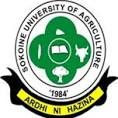 SOKOINE UNIVERSITY OF AGRICULTURE
'1984'
ARDHI NI HAZINA